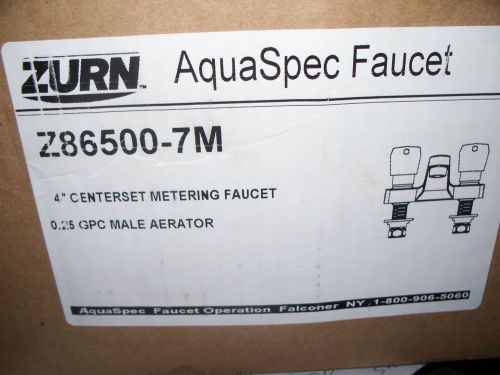 ZURN™ AquaSpec Faucet
Z86500-7M
4" CENTERSET METERING FAUCET
0.25 GPC MALE AERATOR
AquaSpec Faucet Operation Falconer NY 1-800-906-5060